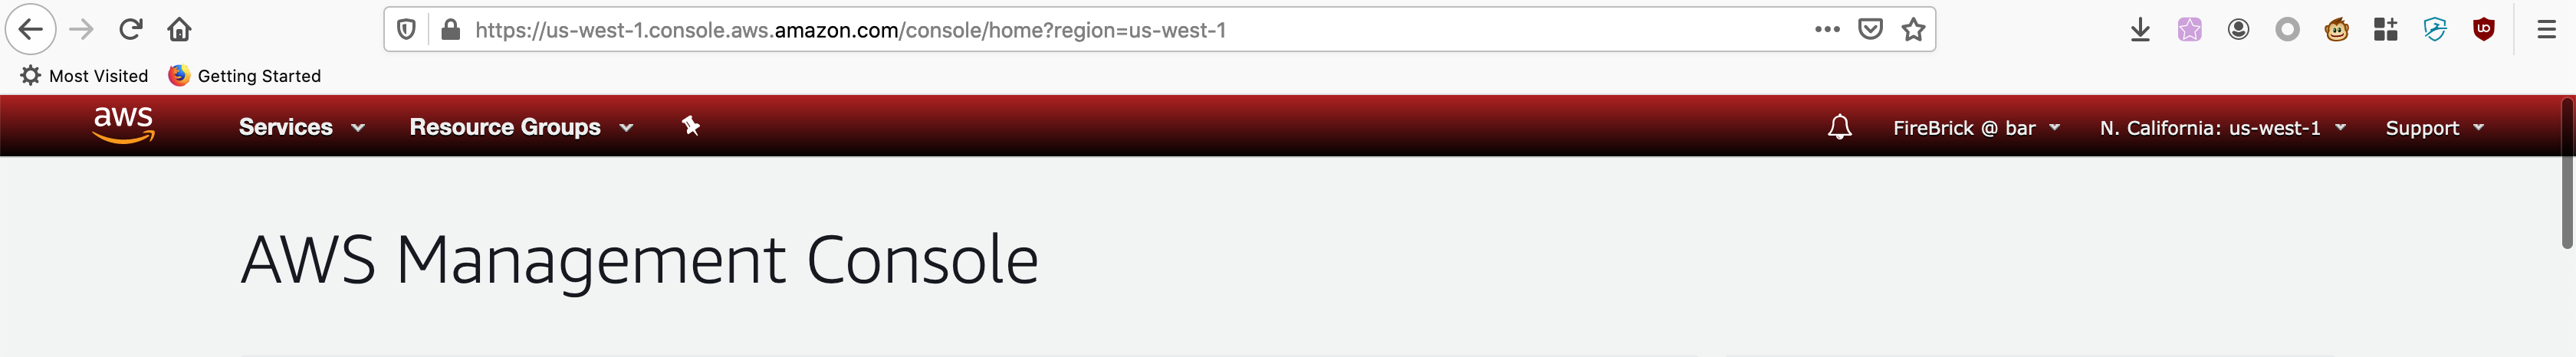 https://us-west-1.console.aws.amazon.com/console/home?region=us-west-1
Most Visited Getting Started
aws Services Resource Groups FireBrick @ bar N. California: us-west-1 Support
AWS Management Console